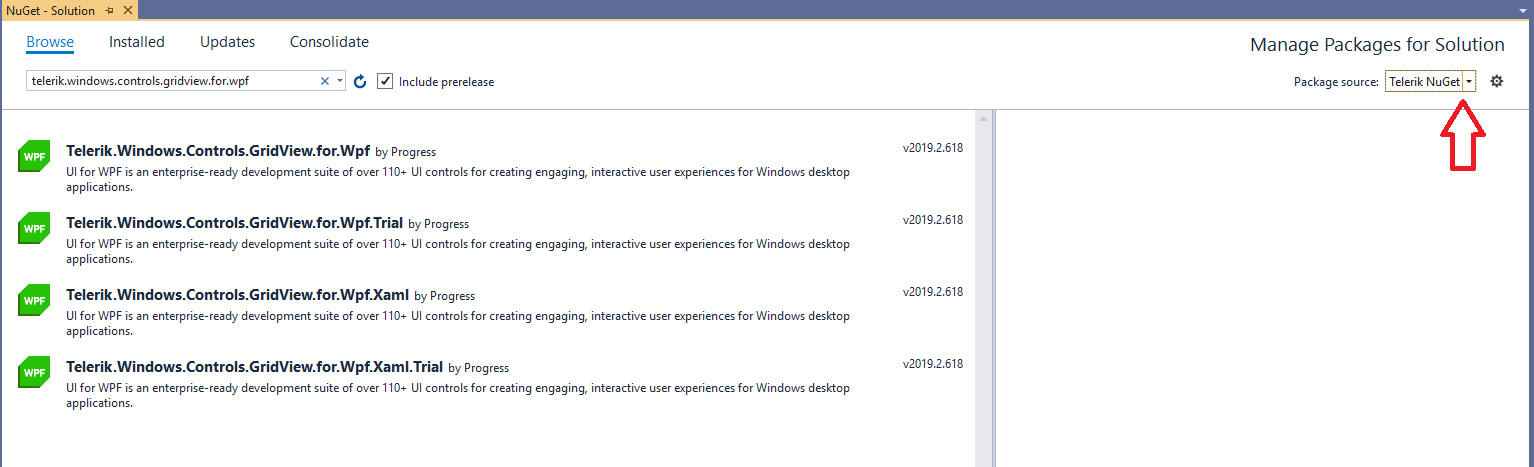 NuGet - Solution
Browse Installed Updates Consolidate
Manage Packages for Solution
telerik.windows.controls.gridview.for.wpf
Include prerelease
Package source: Telerik NuGet
WPF
Telerik.Windows.Controls.GridView.for.Wpf by Progress
v2019.2.618
UI for WPF is an enterprise-ready development suite of over 110+ UI controls for creating engaging, interactive user experiences for Windows desktop
applications.
WPF
Telerik.Windows.Controls.GridView.for.Wpf.Trial by Progress
v2019.2.618
UI for WPF is an enterprise-ready development suite of over 110+ UI controls for creating engaging, interactive user experiences for Windows desktop
applications.
WPF
Telerik.Windows.Controls.GridView.for.Wpf.Xaml by Progress
v2019.2.618
UI for WPF is an enterprise-ready development suite of over 110+ UI controls for creating engaging, interactive user experiences for Windows desktop
applications.
WPF
Telerik.Windows.Controls.GridView.for.Wpf.Xaml.Trial by Progress
v2019.2.618
UI for WPF is an enterprise-ready development suite of over 110+ UI controls for creating engaging, interactive user experiences for Windows desktop
applications.